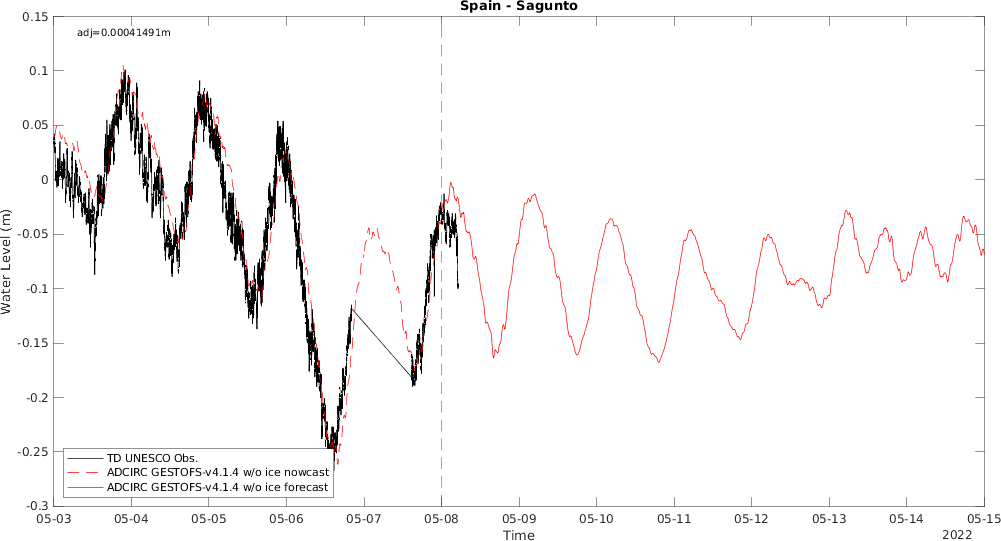 Spain - Sagunto
0.15
adj=0.00041491m
0.1
0.05
0
-0.05
-0.1
-0.15
-0.2
-0.25
-0.3
Water Level (m)
TD UNESCO Obs.
ADCIRC GESTOFS-v4.1.4 w/o ice nowcast
ADCIRC GESTOFS-v4.1.4 w/o ice forecast
05-03 05-04 05-05 05-06 05-07 05-08 05-09 05-10 05-11 05-12 05-13 05-14 05-15
Time
2022